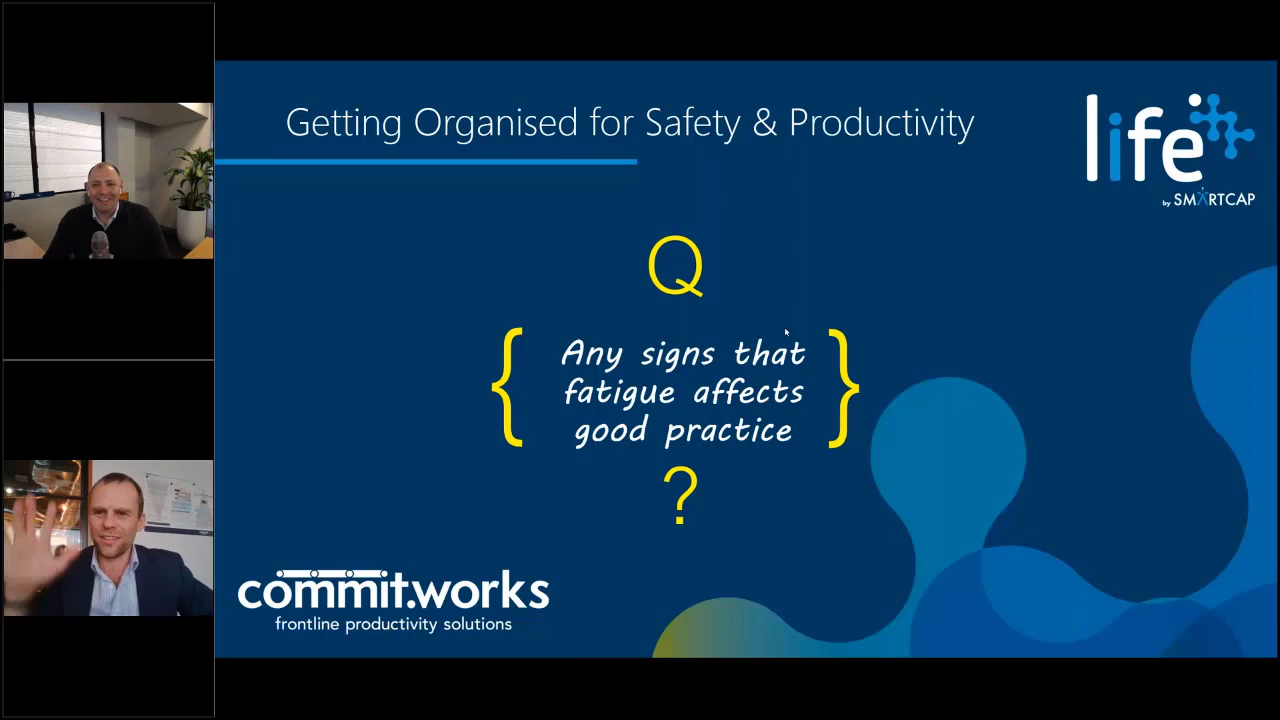 Getting Organised for Safety & Productivity
life
by SMARTCAP
Q
{ Any signs that }
fatigue affects
good practice
?
commit.works
frontline productivity solutions